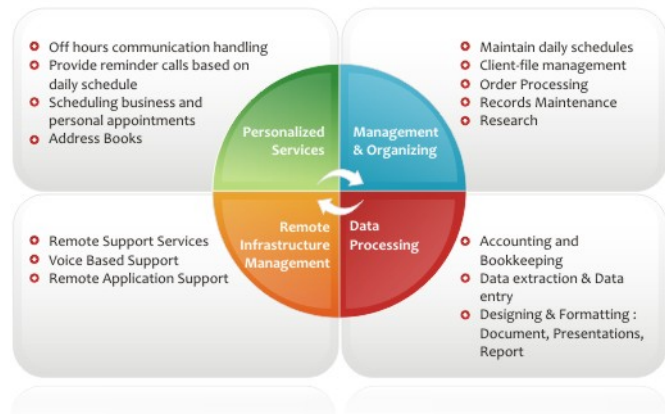 Off hours communication handling
Provide reminder calls based on
daily schedule
Scheduling business and
personal appointments
Address Books
Personalized
Services
Management
& Organizing
Maintain daily schedules
Client-file management
Order Processing
Records Maintenance
Research
Remote Support Services
Voice Based Support
Remote Application Support
Remote
Infrastructure
Management
Data
Processing
Accounting and
Bookkeeping
Data extraction & Data
entry
Designing & Formatting :
Document, Presentations,
Report